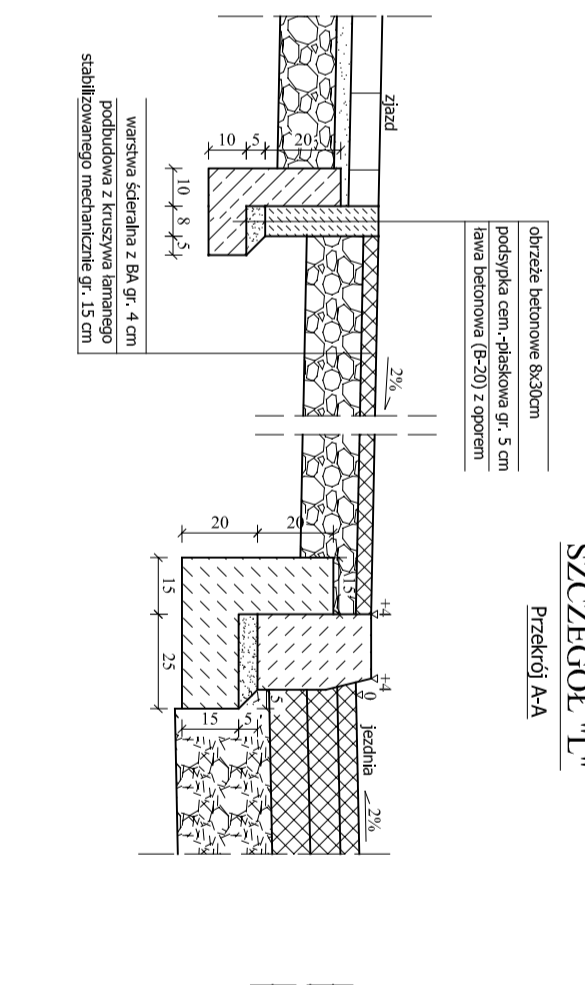 SZCZEGÓŁ "L"
Przekrój A-A
obrzeże betonowe 8x30cm
podsypka cem.-piaskowa gr. 5 cm
ława betonowa (B-20) z oporem
zjazd
2%
+4
+4
0
jezdnia
2%
10
5
20
10
8
5
20
20
15
15
25
5
15
5
warstwa ścieralna z BA gr. 4 cm
podbudowa z kruszywa łamanego
stabilizowanego mechanicznie gr. 15 cm